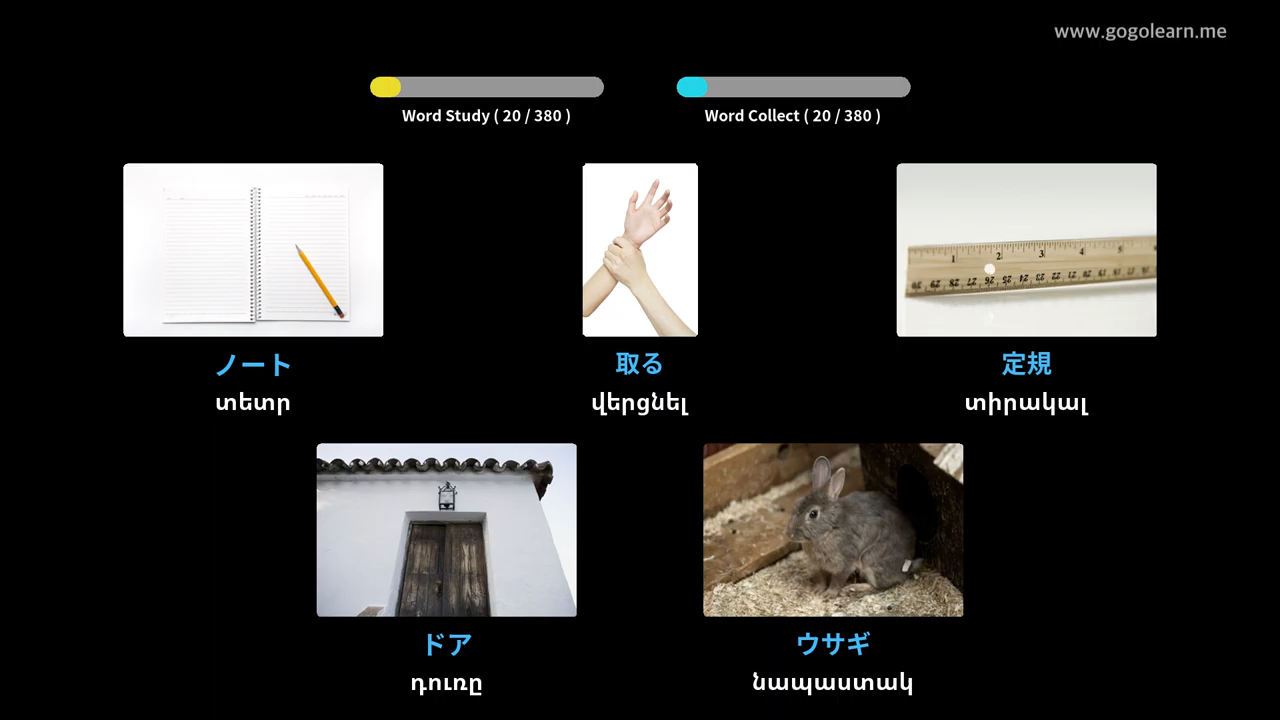 www.gogolearn.me
Word Study ( 20 / 380 )
Word Collect ( 20 / 380 )
ノート
տետր
取る
վերցնել
定規
տիրակալ
ドア
դուռը
ウサギ
նապաստակ